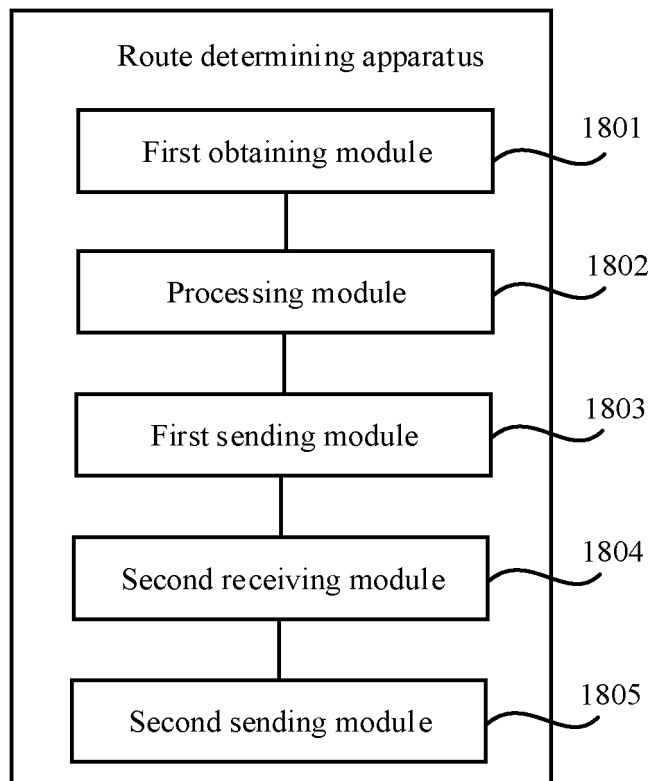 Route determining apparatus
First obtaining module
1801
Processing module
1802
First sending module
1803
Second receiving module
1804
Second sending module
1805